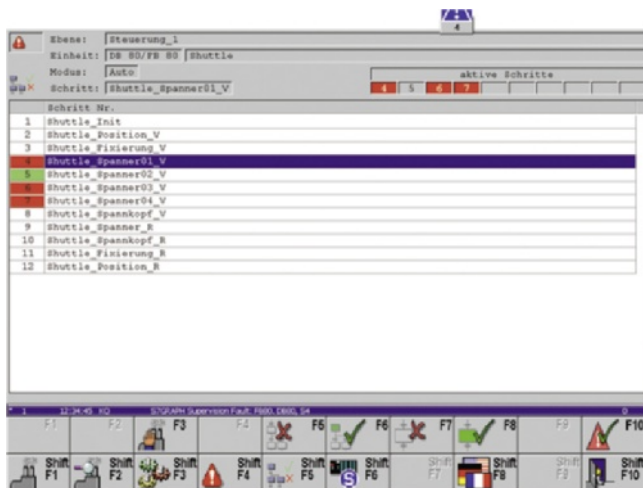 4
Ebene: Steuerung_1
Einheit: DB 80/FB 80 Shuttle
Modus: Auto
aktive Schritte
Schritt: Shuttle_Spanner01_V 4 5 6 7
Schritt Nr.
1 Shuttle_Init
2 Shuttle_Position_V
3 Shuttle_Fixierung_V
4 Shuttle_Spanner01_V
5 Shuttle_Spanner02_V
6 Shuttle_Spanner03_V
7 Shuttle_Spanner04_V
8 Shuttle_Spannkopf_V
9 Shuttle_Spanner_R
10 Shuttle_Spannkopf_R
11 Shuttle_Fixierung_R
12 Shuttle_Position_R
1 12:34:45 KO S7GRAPH Supervision Fault: FB80, DB80, S4 0
F1 F2 F3 F4 F5 F6 F7 F8 F9 F10
Shift Shift Shift Shift Shift Shift Shift Shift Shift Shift
F1 F2 F3 F4 F5 F6 F7 F8 F9 F10